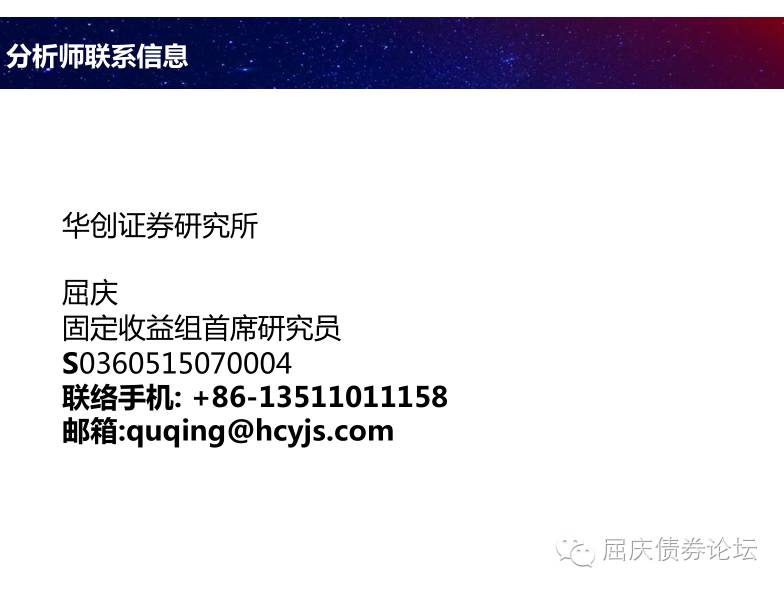 分析师联系信息
华创证券研究所
屈庆
固定收益组首席研究员
S0360515070004
联络手机: +86-13511011158
邮箱:quqing@hcyjs.com
屈庆债券论坛